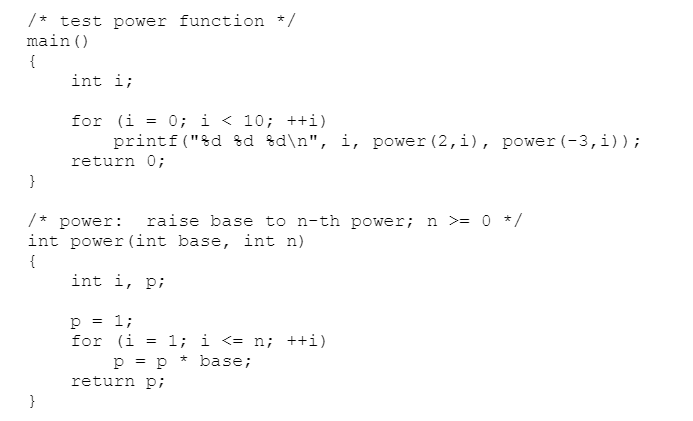 /* test power function */
main()
{
    int i;

    for (i = 0; i < 10; ++i)
        printf("%d %d %d\n", i, power(2,i), power(-3,i));
    return 0;
}

/* power:  raise base to n-th power; n >= 0 */
int power(int base, int n)
{
    int i, p;

    p = 1;
    for (i = 1; i <= n; ++i)
        p = p * base;
    return p;
}